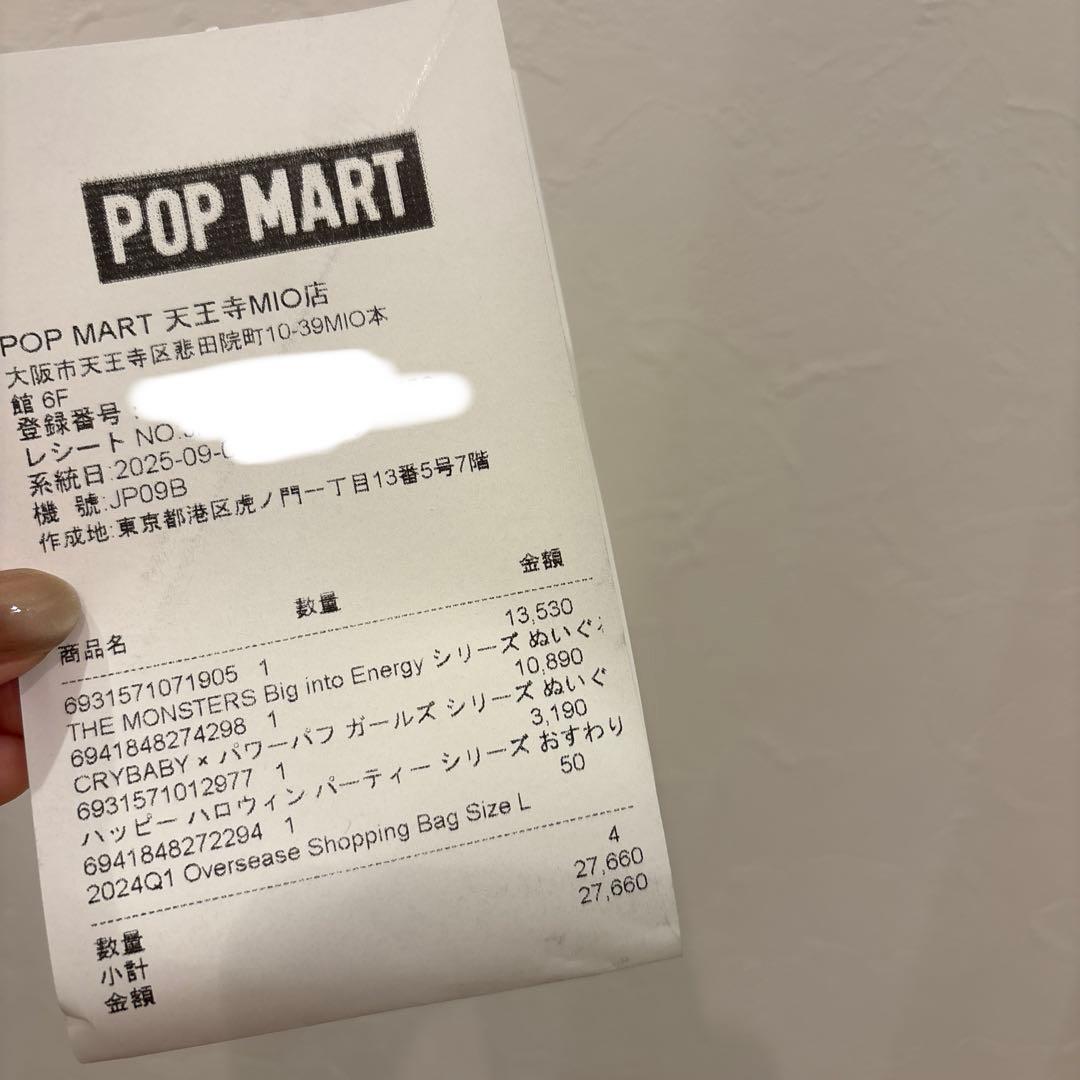 POP MART
POP MART 天王寺MIO店
大阪市天王寺区悲田院町10-39MIO本
館 6F
登録番号:
レシート NO.
系統日:2025-09-
機 號:JP09B
作成地:東京都港区虎ノ門一丁目13番5号7階
商品名 数量 金額
6931571071905 1 13,530
THE MONSTERS Big into Energy シリーズ ぬいぐ
6941848274298 1 10,890
CRYBABY × パワーパフ ガールズ シリーズ ぬいぐ
6931571012977 1 3,190
ハッピー ハロウィン パーティー シリーズ おすわり
6941848272294 1 50
2024Q1 Oversease Shopping Bag Size L
数量 4
小計 27,660
金額 27,660